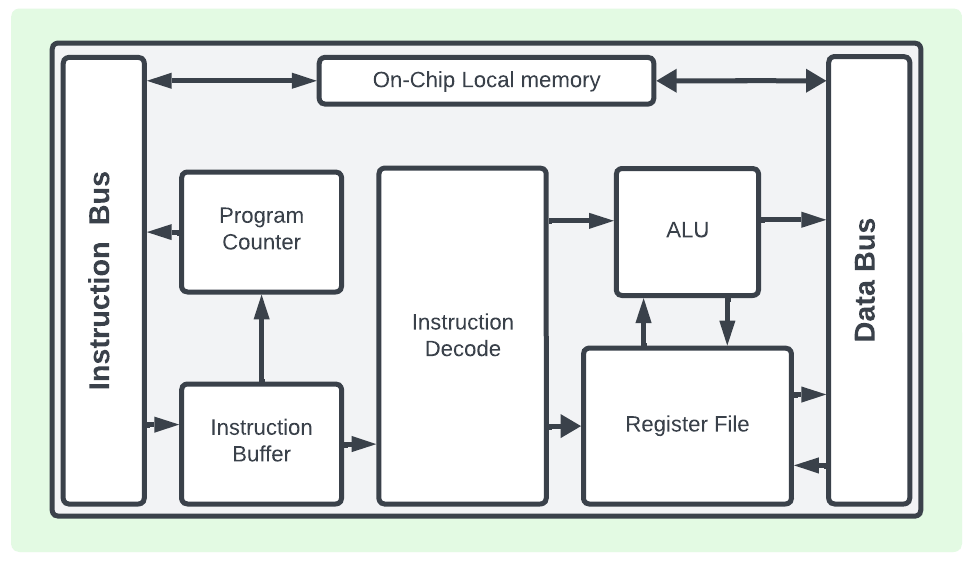 On-Chip Local memory
Instruction Bus
Program
Counter
Instruction
Buffer
Instruction
Decode
ALU
Register File
Data Bus